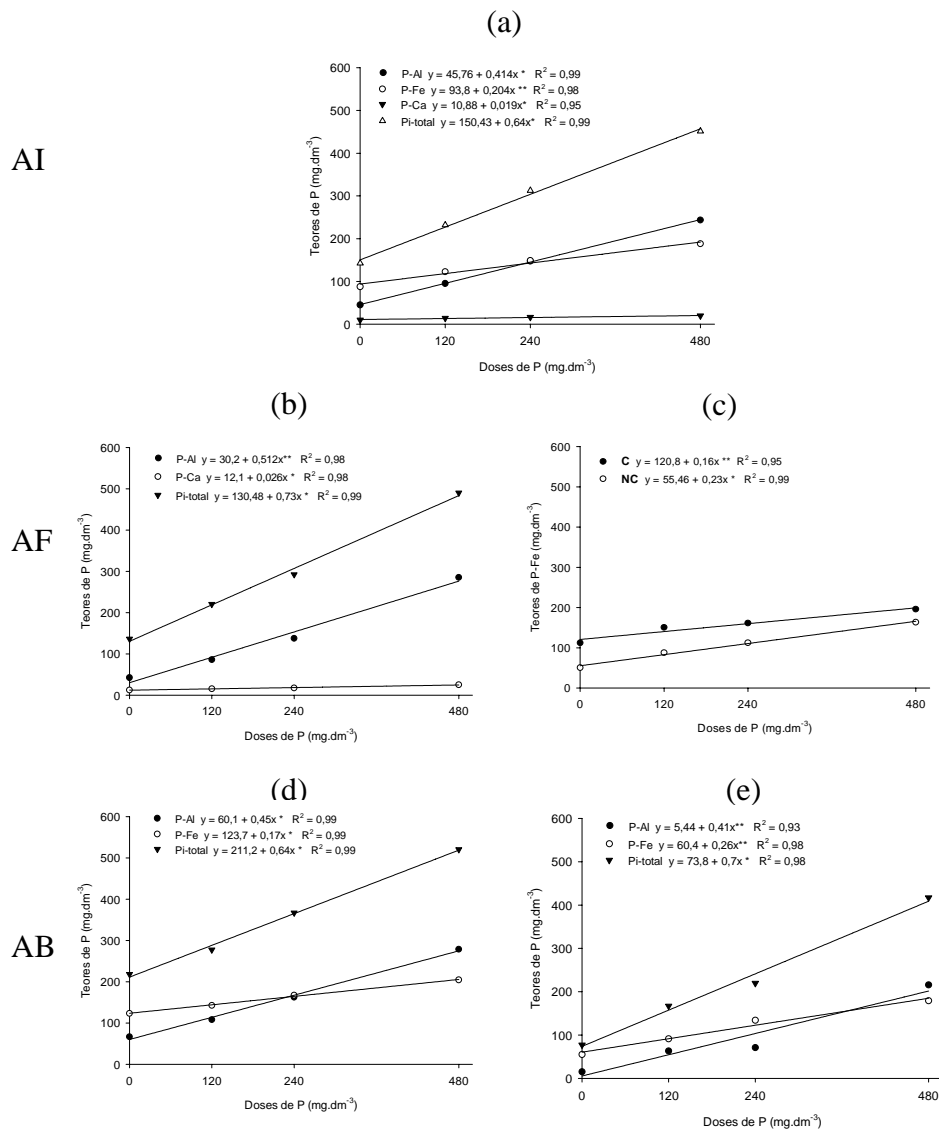 (a)
AI
P-Al y = 45,76 + 0,414x * R² = 0,99
P-Fe y = 93,8 + 0,204x ** R² = 0,98
P-Ca y = 10,88 + 0,019x* R² = 0,95
Pi-total y = 150,43 + 0,64x* R² = 0,99
Teores de P (mg.dm⁻³)
600
500
400
300
200
100
0
0 120 240 480
Doses de P (mg.dm⁻³)
(b)
AF
P-Al y = 30,2 + 0,512x** R² = 0,98
P-Ca y = 12,1 + 0,026x * R² = 0,98
Pi-total y = 130,48 + 0,73x * R² = 0,99
Teores de P (mg.dm⁻³)
600
500
400
300
200
100
0
0 120 240 480
Doses de P (mg.dm⁻³)
(c)
C y = 120,8 + 0,16x ** R² = 0,95
NC y = 55,46 + 0,23x * R² = 0,99
Teores de P-Fe (mg.dm⁻³)
600
500
400
300
200
100
0
0 120 240 480
Doses de P (mg.dm⁻³)
(d)
AB
P-Al y = 60,1 + 0,45x * R² = 0,99
P-Fe y = 123,7 + 0,17x * R² = 0,99
Pi-total y = 211,2 + 0,64x * R² = 0,99
Teores de P (mg.dm⁻³)
600
500
400
300
200
100
0
0 120 240 480
Doses de P (mg.dm⁻³)
(e)
P-Al y = 5,44 + 0,41x** R² = 0,93
P-Fe y = 60,4 + 0,26x** R² = 0,98
Pi-total y = 73,8 + 0,7x * R² = 0,98
Teores de P (mg.dm⁻³)
600
500
400
300
200
100
0
0 120 240 480
Doses de P (mg.dm⁻³)